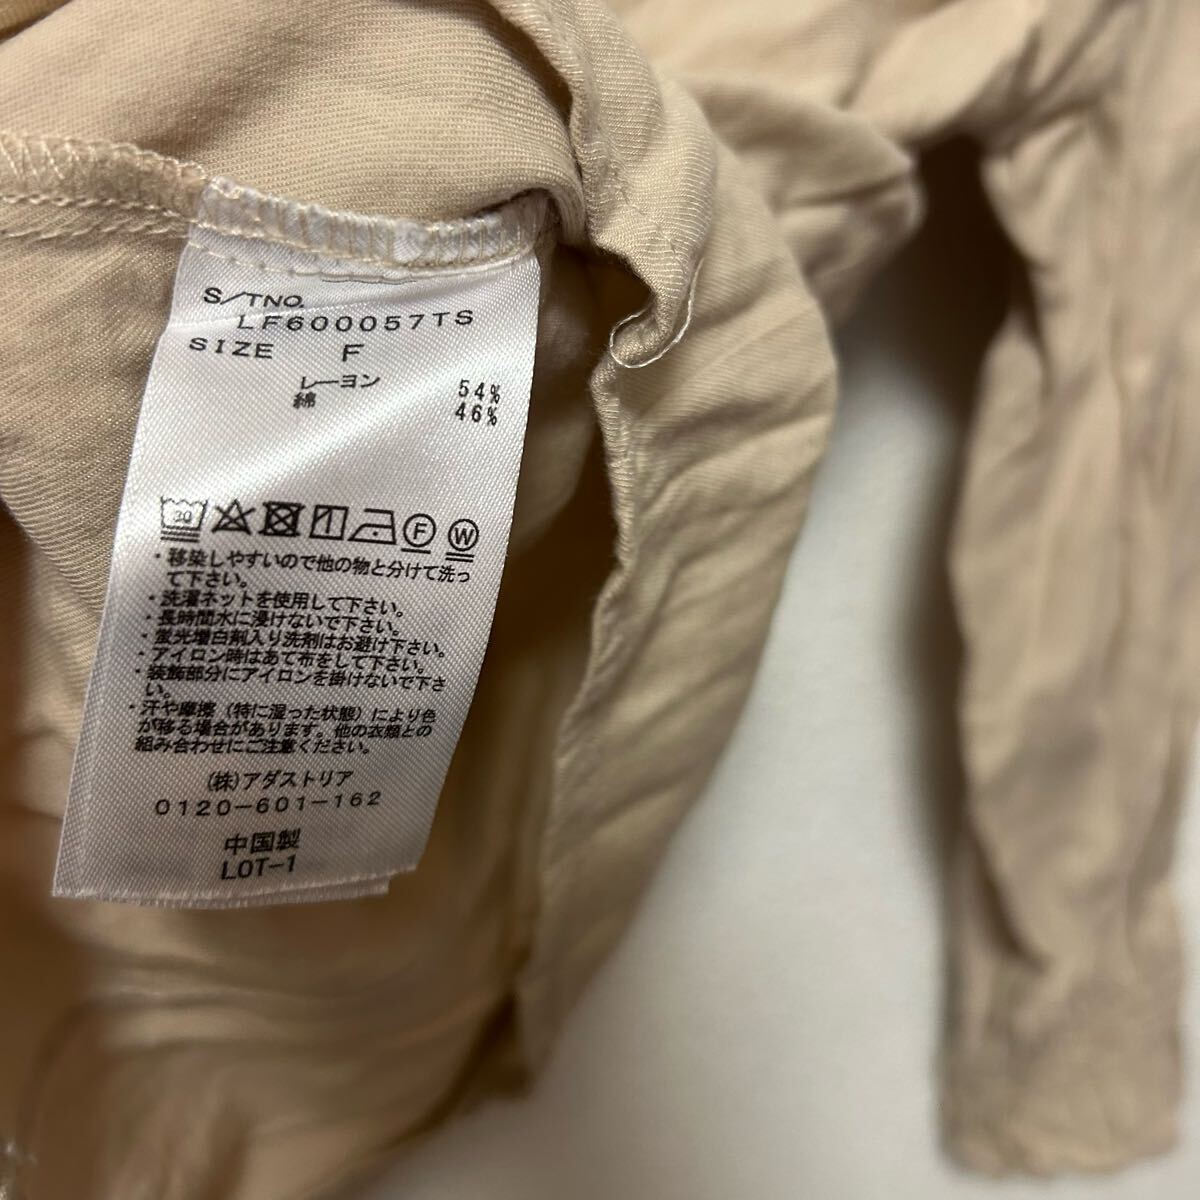 S/TNO.
LF600057TS
SIZE F
レーヨン 54%
綿 46%
30 F W
・移染しやすいので他の物と分けて洗っ
て下さい。
・洗濯ネットを使用して下さい。
・長時間水に浸けないで下さい。
・蛍光増白剤入り洗剤はお避け下さい。
・アイロン時はあて布をして下さい。
・装飾部分にアイロンを掛けないで下さ
い。
・汗や摩擦(特に湿った状態)により色
が移る場合があります。他の衣類との
組み合わせにご注意ください。
(株)アダストリア
0120-601-162
中国製
LOT-1